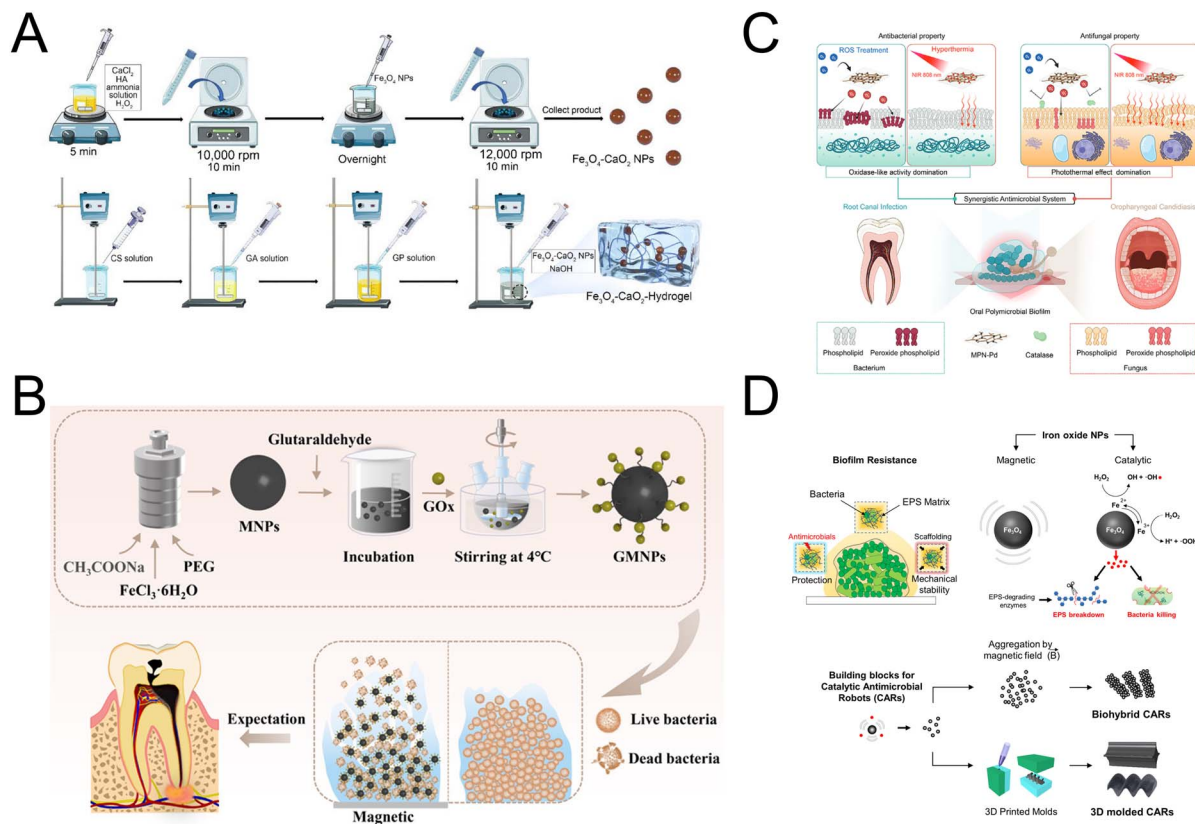 A
CaCl2
HA
ammonia
solution
H2O2
5 min
10,000 rpm
10 min
Fe3O4 NPs
Overnight
12,000 rpm
10 min
Collect product
Fe3O4-CaO2 NPs
CS solution
GA solution
GP solution
Fe3O4-CaO2 NPs
NaOH
Fe3O4-CaO2-Hydrogel
B
Glutaraldehyde
MNPs
GOx
Incubation
Stirring at 4℃
GMNPs
CH3COONa
PEG
FeCl3·6H2O
Expectation
Live bacteria
Dead bacteria
Magnetic
C
Antibacterial property
Antifungal property
ROS Treatment
Hyperthermia
NIR 808 nm
NIR 808 nm
Oxidase-like activity domination
Photothermal effect domination
Synergistic Antimicrobial System
Root Canal Infection
Oropharyngeal Candidiasis
Oral Polymicrobial Biofilm
Phospholipid
Peroxide phospholipid
Bacterium
MPN-Pd
Catalase
Phospholipid
Peroxide phospholipid
Fungus
D
Iron oxide NPs
Biofilm Resistance
Magnetic
Catalytic
Bacteria
EPS Matrix
Antimicrobials
Protection
Scaffolding
Mechanical
stability
Fe3O4
H2O2
OH + ·OH
Fe2+
Fe3+
Fe3O4
H2O2
H+ + ·OOH
EPS-degrading
enzymes
EPS breakdown
Bacteria killing
Aggregation by
magnetic field (B)
Building blocks for
Catalytic Antimicrobial
Robots (CARs)
Biohybrid CARs
3D Printed Molds
3D molded CARs